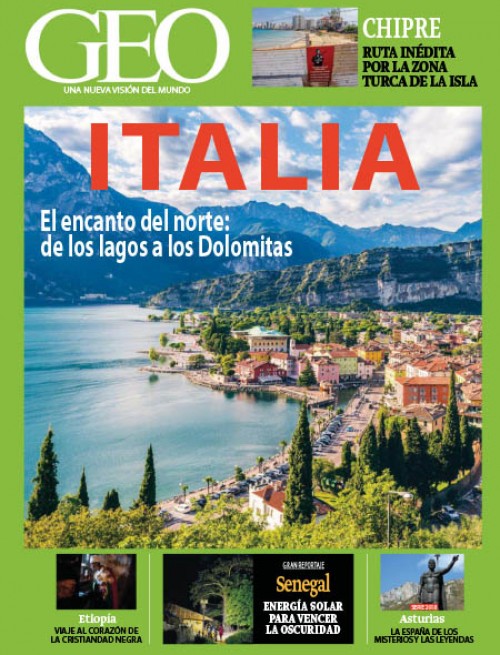 GEO
UNA NUEVA VISIÓN DEL MUNDO
CHIPRE
RUTA INÉDITA
POR LA ZONA
TURCA DE LA ISLA
ITALIA
El encanto del norte:
de los lagos a los Dolomitas
Etiopía
VIAJE AL CORAZÓN DE
LA CRISTIANDAD NEGRA
GRAN REPORTAJE
Senegal
ENERGÍA SOLAR
PARA VENCER
LA OSCURIDAD
Asturias
LA ESPAÑA DE LOS
MISTERIOS Y LAS LEYENDAS